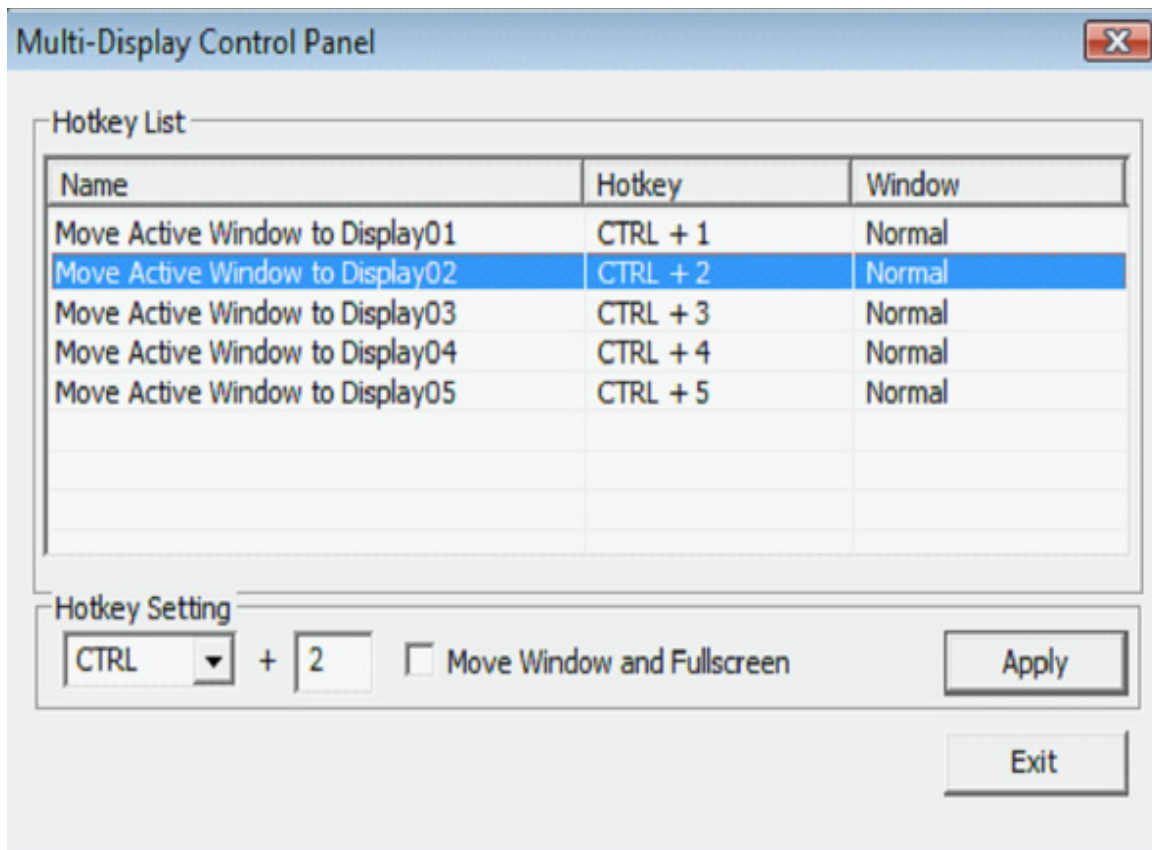 Multi-Display Control Panel
Hotkey List
Name Hotkey Window
Move Active Window to Display01 CTRL + 1 Normal
Move Active Window to Display02 CTRL + 2 Normal
Move Active Window to Display03 CTRL + 3 Normal
Move Active Window to Display04 CTRL + 4 Normal
Move Active Window to Display05 CTRL + 5 Normal
Hotkey Setting
CTRL + 2 Move Window and Fullscreen Apply
Exit